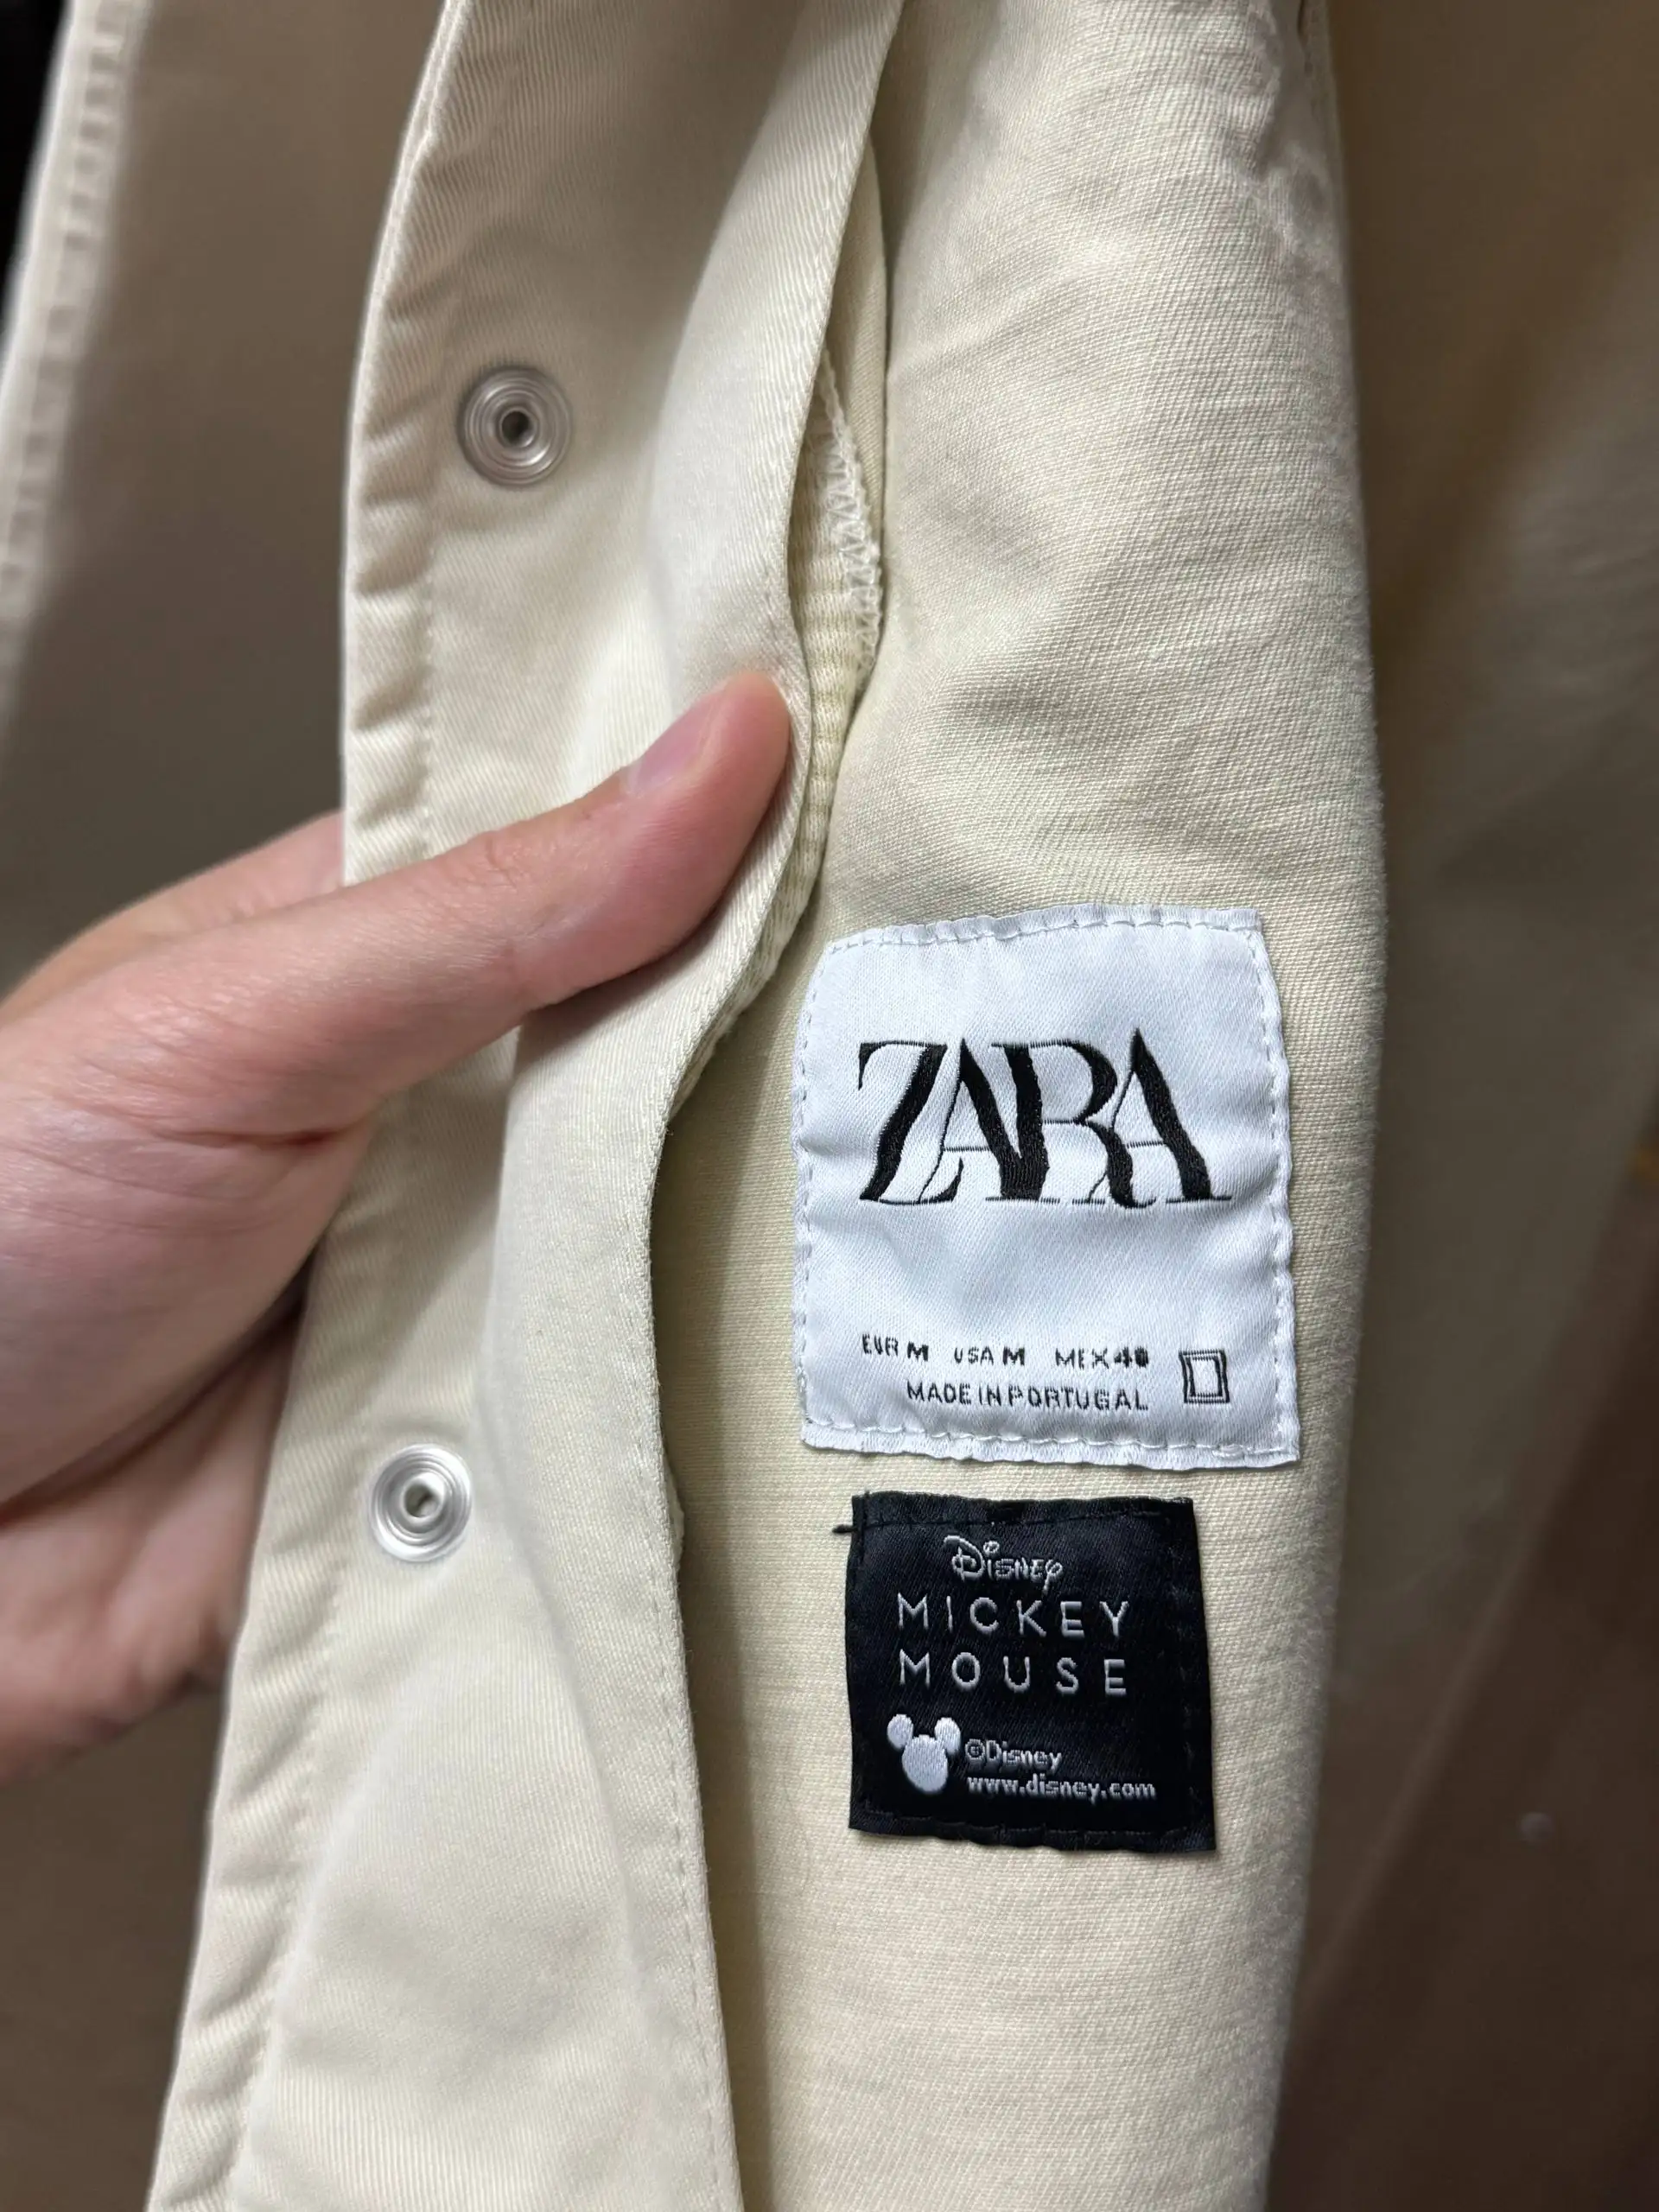 ZARA
EUR M USA M MEX 40
MADE IN PORTUGAL
Disney
MICKEY
MOUSE
©Disney
www.disney.com